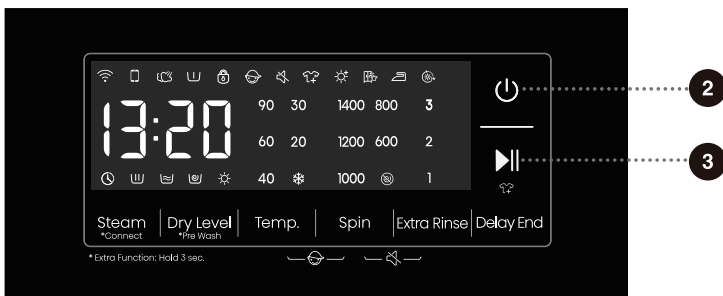 90 30 1400 800 3
13:20
60 20 1200 600 2
40 1000 1
Steam Dry Level Temp. Spin Extra Rinse Delay End
*Connect *Pre Wash
* Extra Function: Hold 3 sec.
2
3